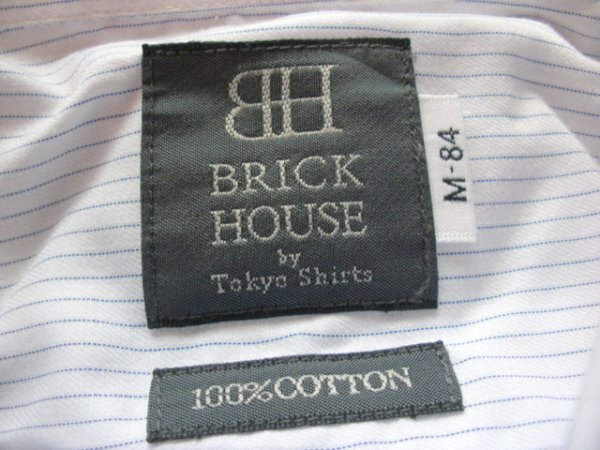 BH
BRICK
HOUSE
by
Tokyo Shirts
M-84
100%COTTON